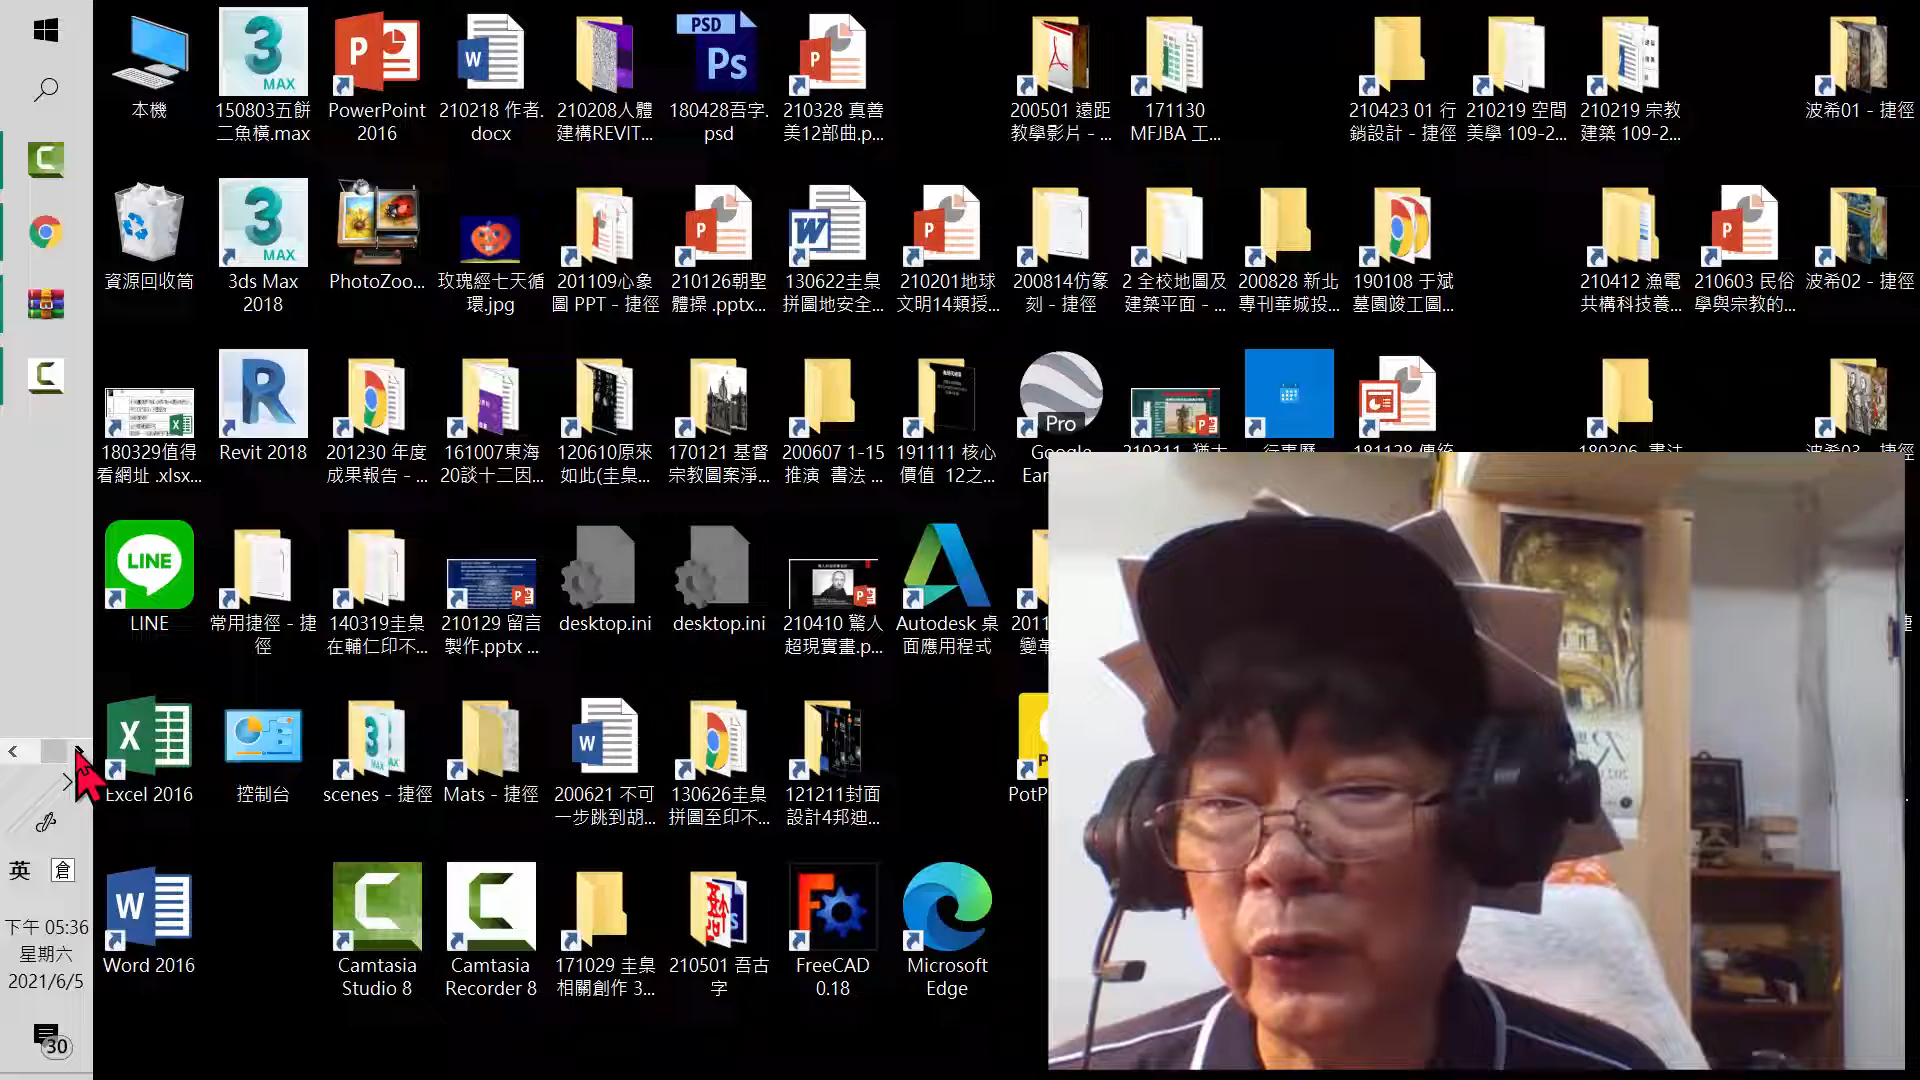 本機
150803五餅
二魚橫.max
PowerPoint
2016
210218 作者.
docx
210208人體
建構REVIT...
180428吾字.
psd
210328 真善
美12部曲.p...
200501 遠距
教學影片 - ...
171130
MFJBA 工...
210423 01 行
銷設計 - 捷徑
210219 空間
美學 109-2...
210219 宗教
建築 109-2...
波希01 - 捷徑
資源回收筒
3ds Max
2018
PhotoZoo...
玫瑰經七天循
環.jpg
201109心象
圖 PPT - 捷徑
210126朝聖
體操 .pptx...
130622圭臬
拼圖地安全...
210201地球
文明14類授...
200814仿篆
刻 - 捷徑
2 全校地圖及
建築平面 - ...
200828 新北
專刊華城投...
190108 于斌
墓園竣工圖...
210412 漁電
共構科技養...
210603 民俗
學與宗教的...
波希02 - 捷徑
180329值得
看網址 .xlsx...
Revit 2018
201230 年度
成果報告 - ...
161007東海
20談十二因...
120610原來
如此(圭臬...
170121 基督
宗教圖案淨...
200607 1-15
推演 書法 ...
191111 核心
價值 12之...
Pro
Google
Ear
LINE
LINE
常用捷徑 - 捷
徑
140319圭臬
在輔仁印不...
210129 留言
製作.pptx ...
desktop.ini
desktop.ini
210410 驚人
超現實畫.p...
Autodesk 桌
面應用程式
2011
變革
Excel 2016
控制台
scenes - 捷徑
Mats - 捷徑
200621 不可
一步跳到胡...
130626圭臬
拼圖至印不...
121211封面
設計4邦迪...
PotP
英 倉
下午 05:36
星期六
2021/6/5
30
Word 2016
Camtasia
Studio 8
Camtasia
Recorder 8
171029 圭臬
相關創作 3...
210501 吾古
字
FreeCAD
0.18
Microsoft
Edge